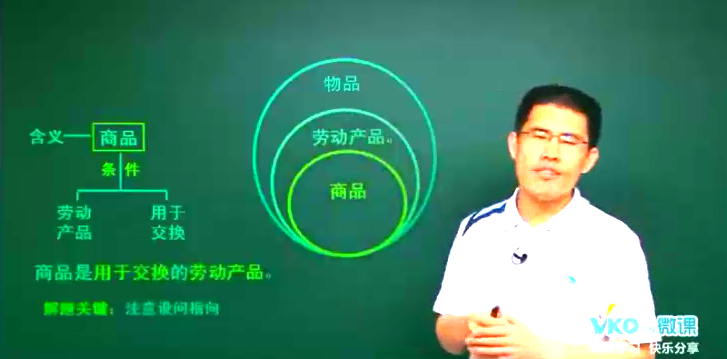 物品
含义
商品
劳动产品。
条件
商品
劳动
产品
用于
交换
商品是用于交换的劳动产品。
解题关键：注意设问指向
VKO
微课
快乐分享